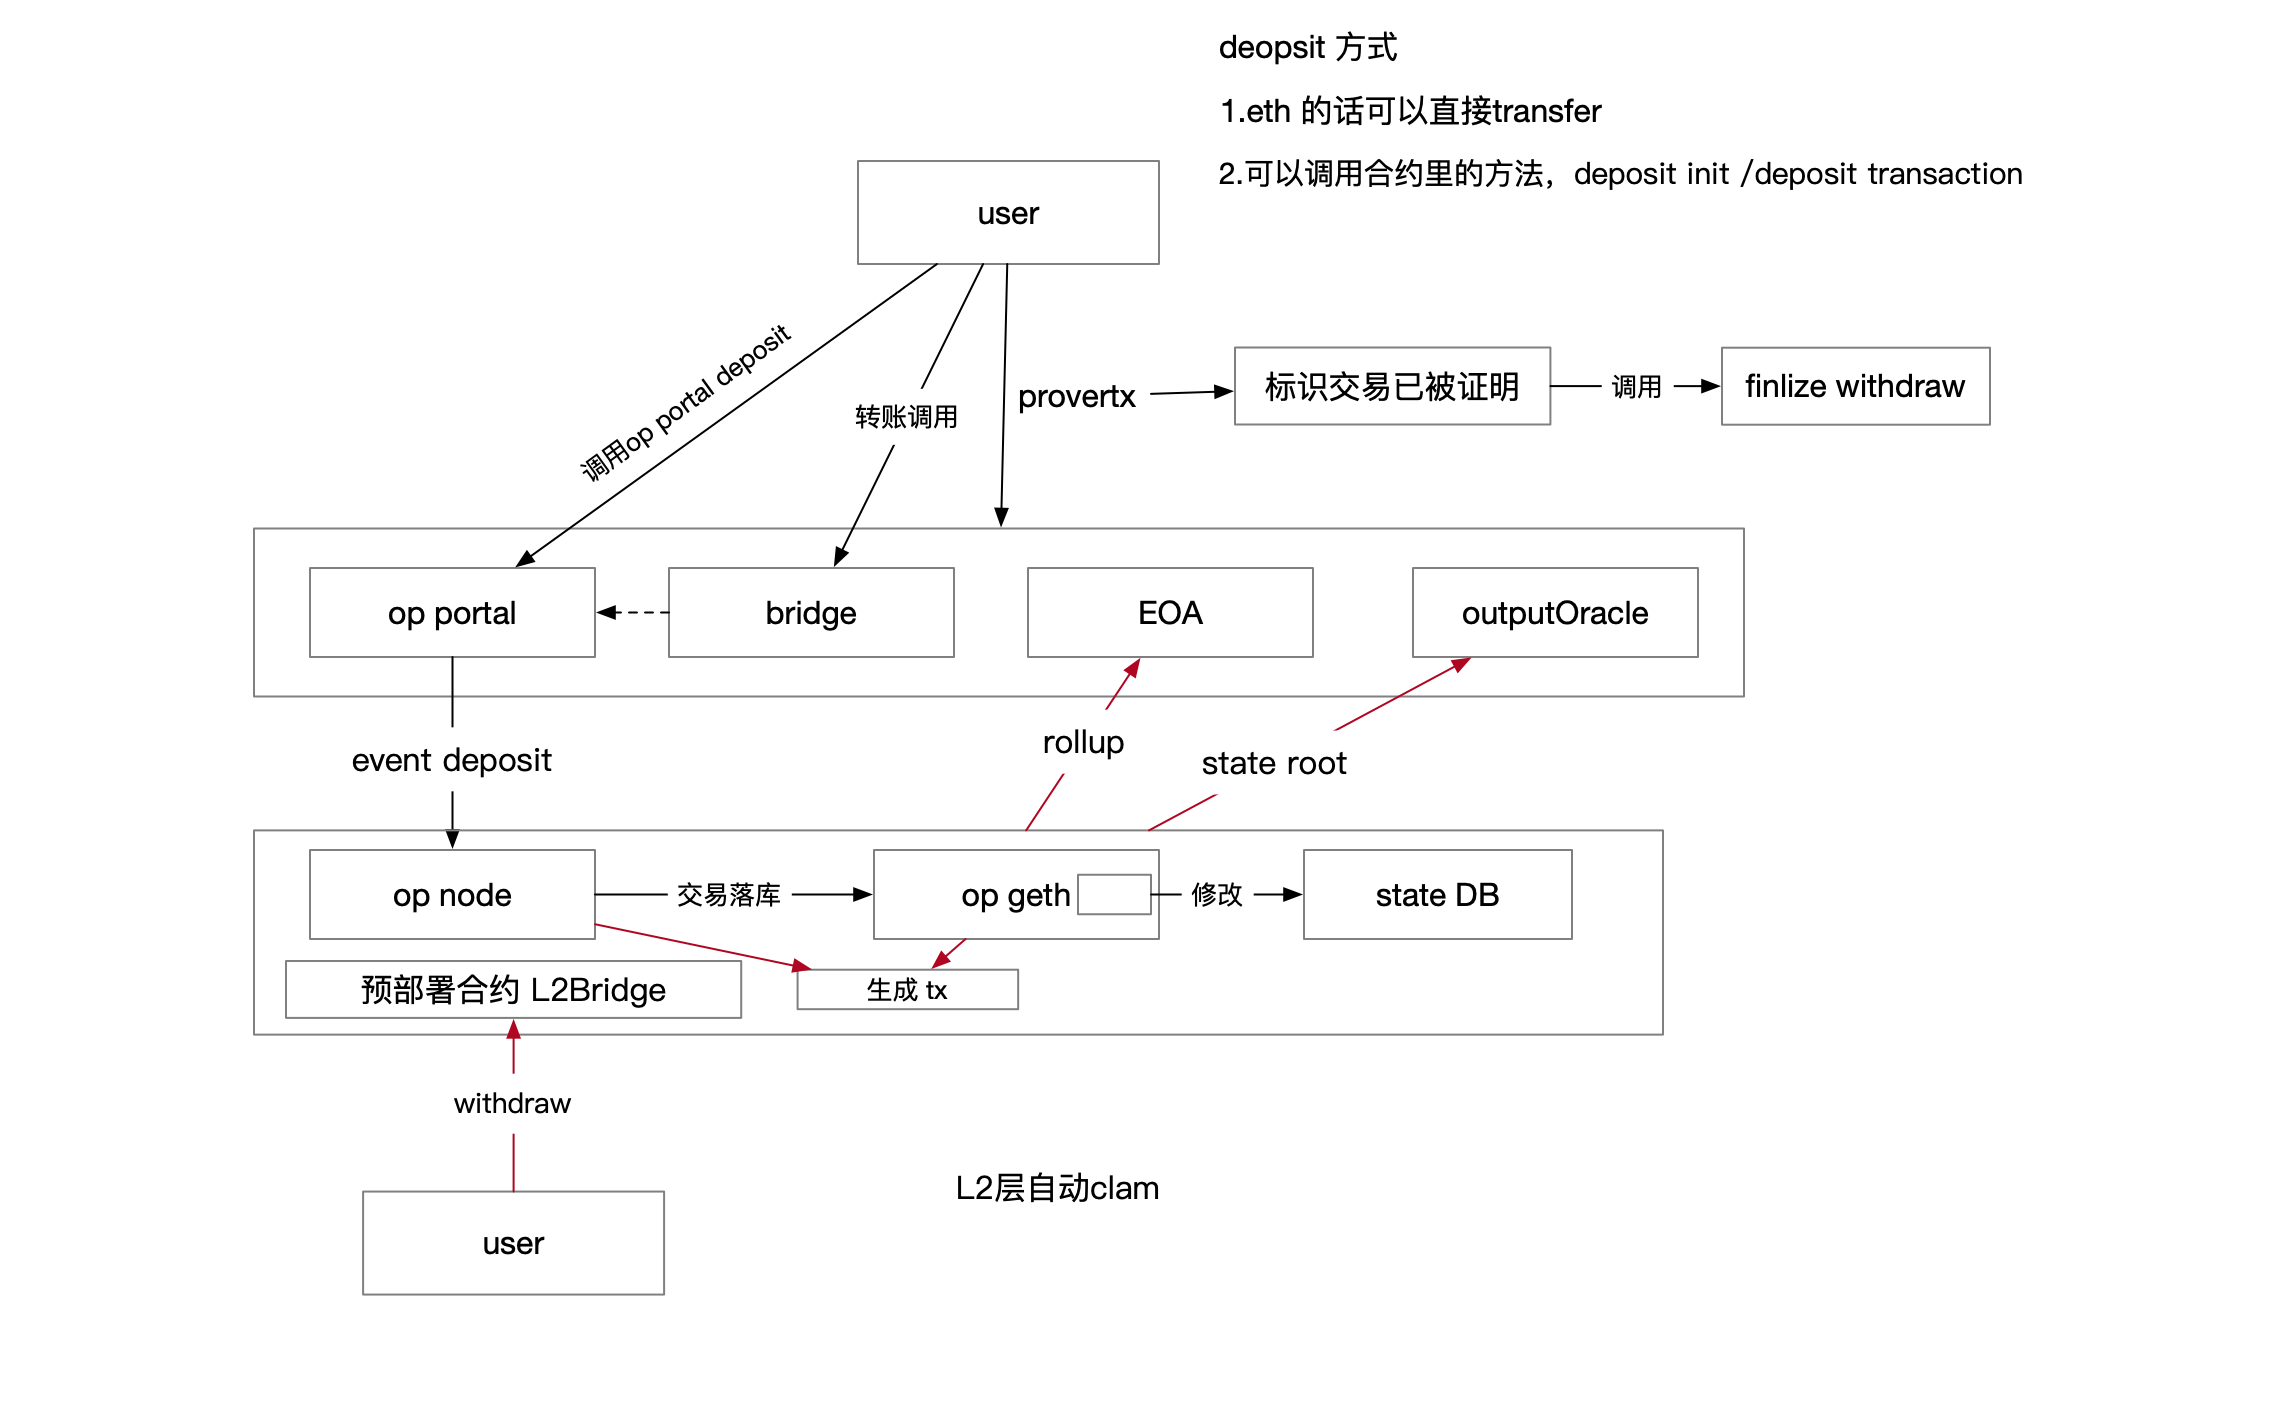 deopsit 方式
1.eth 的话可以直接transfer
2.可以调用合约里的方法，deposit init /deposit transaction
user
调用op portal deposit
转账调用
provertx
标识交易已被证明
调用
finlize withdraw
op portal
bridge
EOA
outputOracle
event deposit
rollup
state root
op node
交易落库
op geth
修改
state DB
预部署合约 L2Bridge
生成 tx
withdraw
L2层自动clam
user